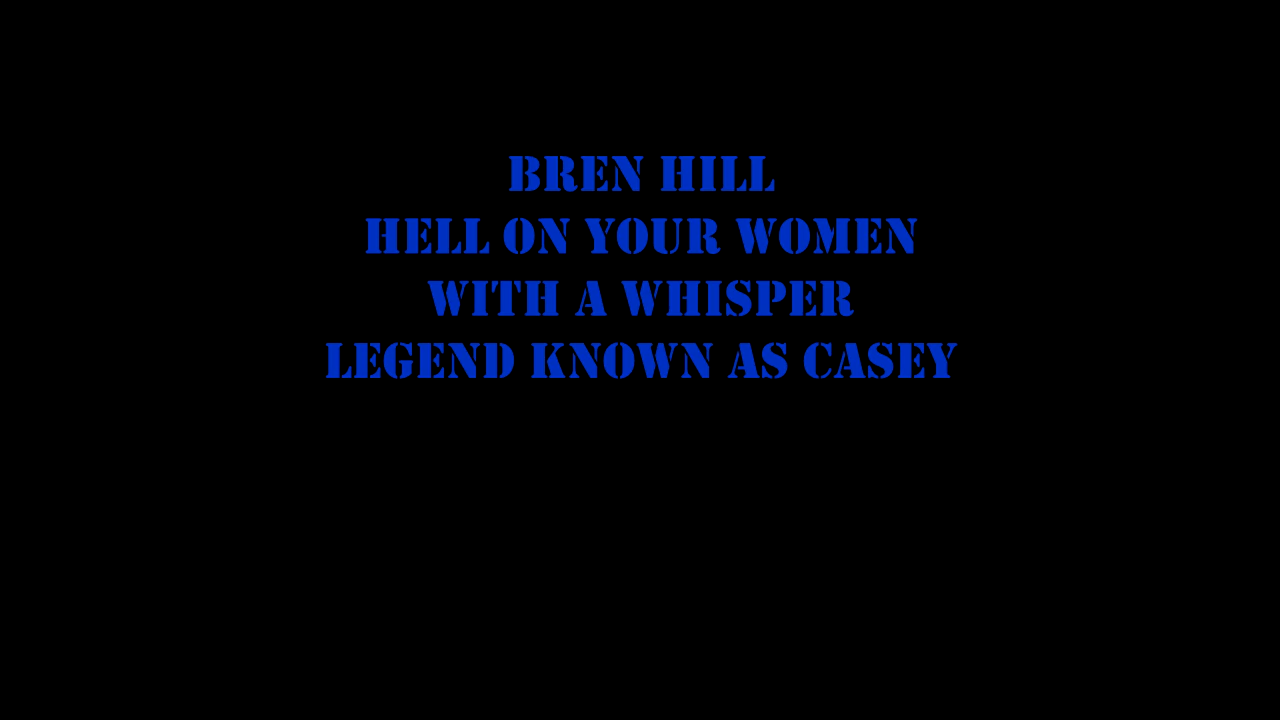 BREN HILL
HELL ON YOUR WOMEN
WITH A WHISPER
LEGEND KNOWN AS CASEY